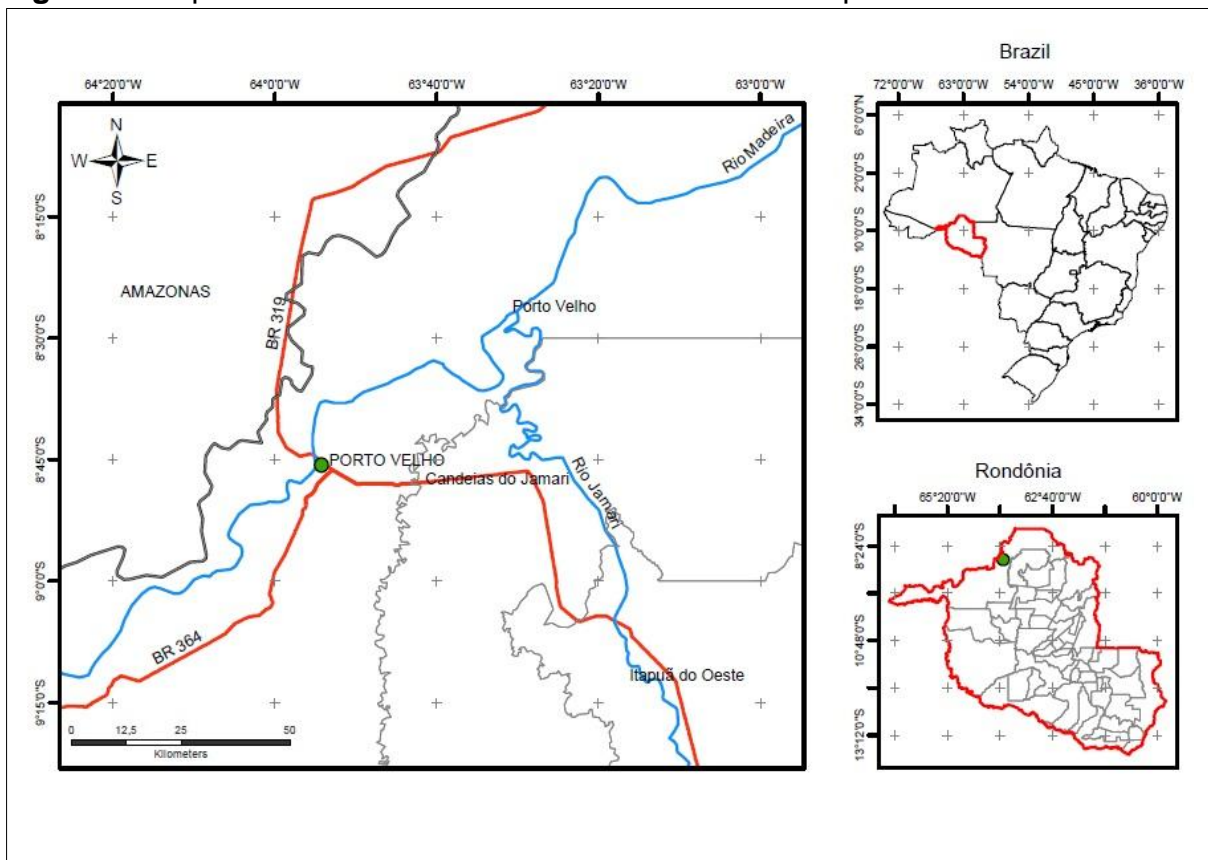 Brazil
72°0'0"W 63°0'0"W 54°0'0"W 45°0'0"W 36°0'0"W
6°0'0"N
2°0'0"S
10°0'0"S
18°0'0"S
26°0'0"S
34°0'0"S
64°20'0"W 64°0'0"W 63°40'0"W 63°20'0"W 63°0'0"W
N
W E
S
8°15'0"S
8°30'0"S
8°45'0"S
9°0'0"S
9°15'0"S
Rio Madeira
AMAZONAS
BR 319
Porto Velho
PORTO VELHO
Candeias do Jamari
Rio Jamari
BR 364
Itapuã do Oeste
0 12,5 25 50
Kilometers
Rondônia
65°20'0"W 62°40'0"W 60°0'0"W
8°24'0"S
10°48'0"S
13°12'0"S